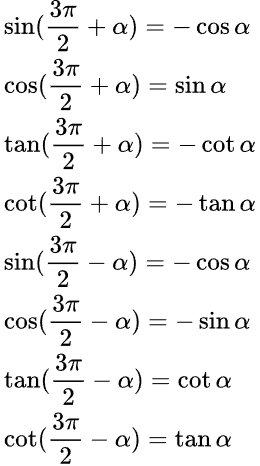 sin(3π/2 + α) = − cos α
cos(3π/2 + α) = sin α
tan(3π/2 + α) = − cot α
cot(3π/2 + α) = − tan α
sin(3π/2 − α) = − cos α
cos(3π/2 − α) = − sin α
tan(3π/2 − α) = cot α
cot(3π/2 − α) = tan α